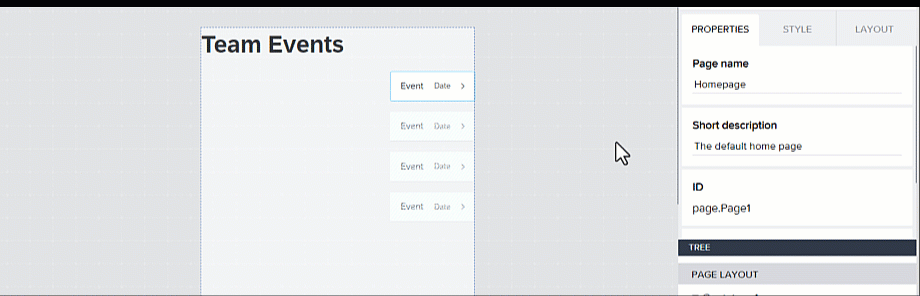 Team Events
Event Date
Event Date
Event Date
Event Date
PROPERTIES STYLE LAYOUT
Page name
Homepage
Short description
The default home page
ID
page.Page1
TREE
PAGE LAYOUT